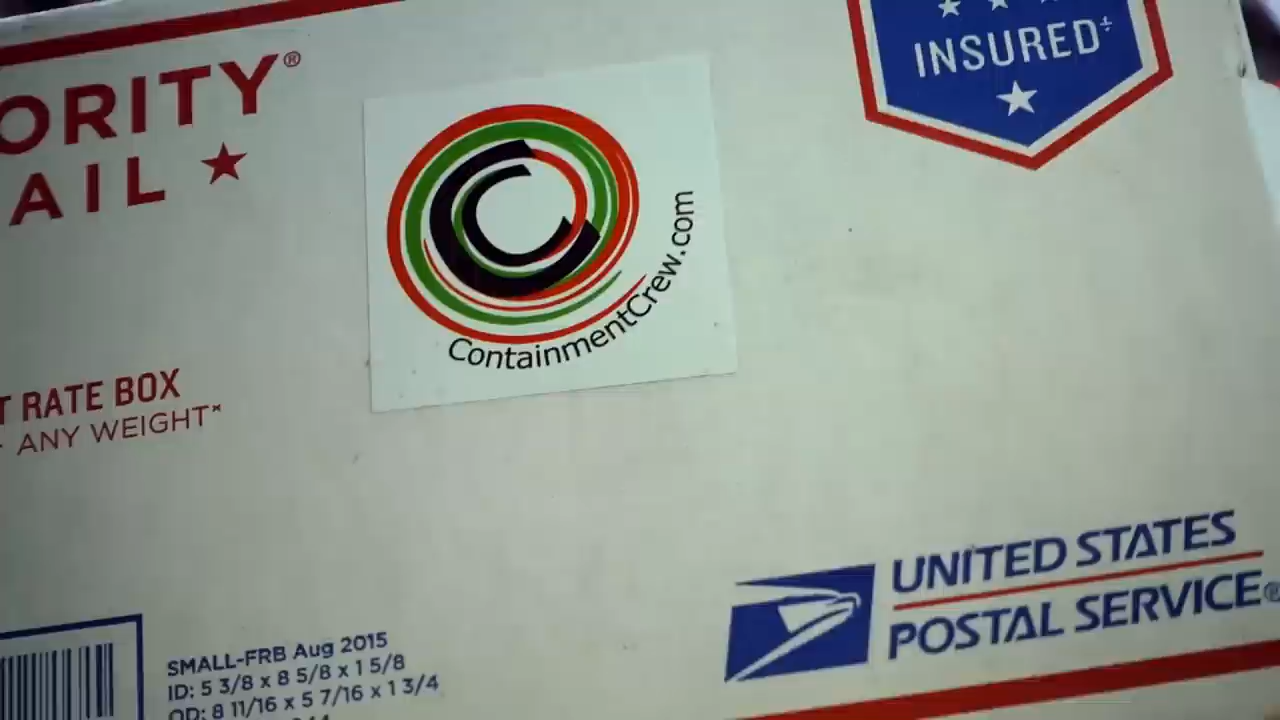 ORITY®
AIL ★
INSURED‡
ContainmentCrew.com
T RATE BOX
ANY WEIGHT*
UNITED STATES
POSTAL SERVICE®
SMALL-FRB Aug 2015
ID: 5 3/8 x 8 5/8 x 1 5/8
OD: 8 11/16 x 5 7/16 x 1 3/4